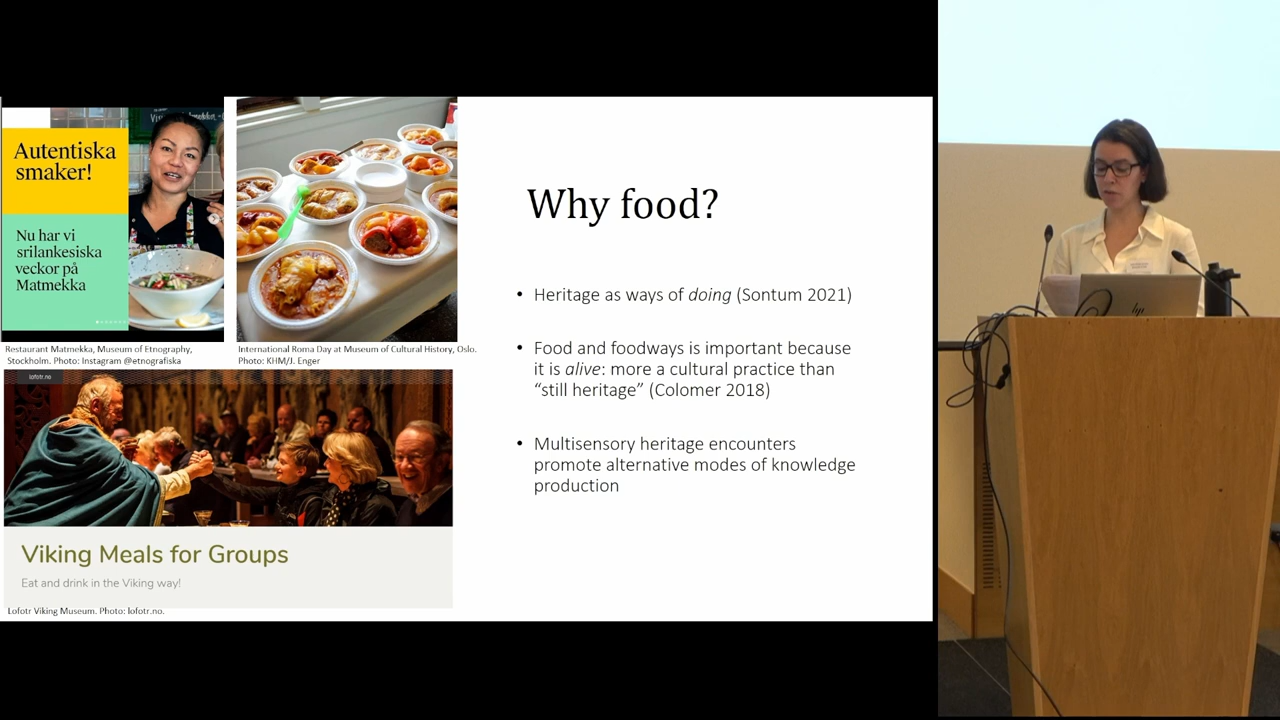 Autentiska
smaker!
Nu har vi
srilankesiska
veckor på
Matmekka
Restaurant Matmekka, Museum of Etnography,
Stockholm. Photo: Instagram @etnografiska
International Roma Day at Museum of Cultural History, Oslo.
Photo: KHM/J. Enger
lofotr.no
Viking Meals for Groups
Eat and drink in the Viking way!
Lofotr Viking Museum. Photo: lofotr.no.
Why food?
• Heritage as ways of doing (Sontum 2021)
• Food and foodways is important because
it is alive: more a cultural practice than
“still heritage” (Colomer 2018)
• Multisensory heritage encounters
promote alternative modes of knowledge
production
hp